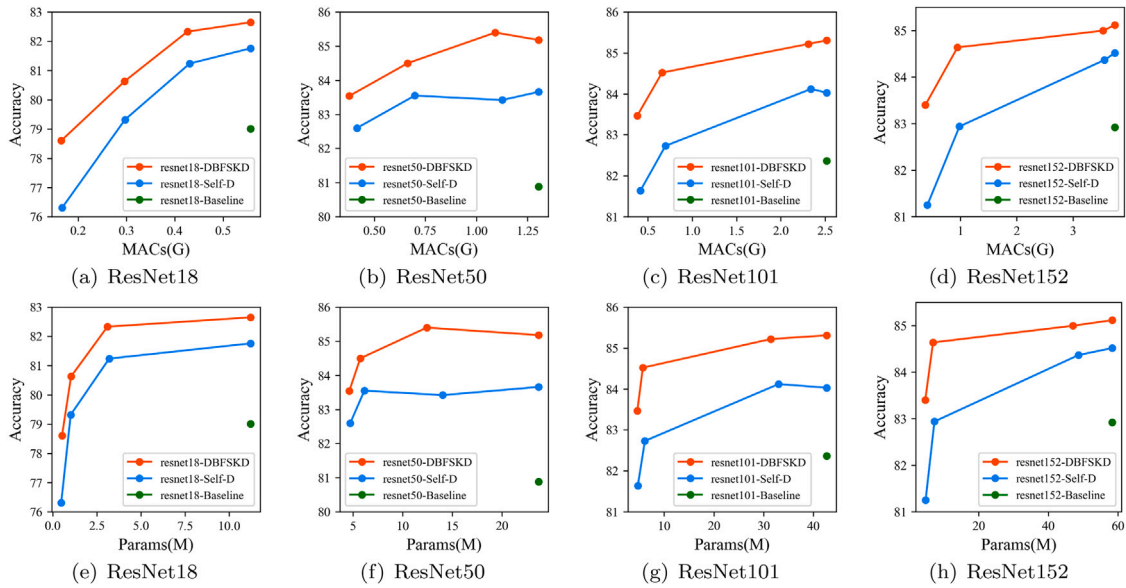 83
82
81
80
79
78
77
76
Accuracy
resnet18-DBFSKD
resnet18-Self-D
resnet18-Baseline
0.2 0.3 0.4 0.5
MACs(G)
(a) ResNet18
86
85
84
83
82
81
80
Accuracy
resnet50-DBFSKD
resnet50-Self-D
resnet50-Baseline
0.50 0.75 1.00 1.25
MACs(G)
(b) ResNet50
86
85
84
83
82
81
Accuracy
resnet101-DBFSKD
resnet101-Self-D
resnet101-Baseline
0.5 1.0 1.5 2.0 2.5
MACs(G)
(c) ResNet101
85
84
83
82
81
Accuracy
resnet152-DBFSKD
resnet152-Self-D
resnet152-Baseline
1 2 3
MACs(G)
(d) ResNet152
83
82
81
80
79
78
77
76
Accuracy
resnet18-DBFSKD
resnet18-Self-D
resnet18-Baseline
0.0 2.5 5.0 7.5 10.0
Params(M)
(e) ResNet18
86
85
84
83
82
81
80
Accuracy
resnet50-DBFSKD
resnet50-Self-D
resnet50-Baseline
5 10 15 20
Params(M)
(f) ResNet50
86
85
84
83
82
81
Accuracy
resnet101-DBFSKD
resnet101-Self-D
resnet101-Baseline
10 20 30 40
Params(M)
(g) ResNet101
85
84
83
82
81
Accuracy
resnet152-DBFSKD
resnet152-Self-D
resnet152-Baseline
20 40 60
Params(M)
(h) ResNet152